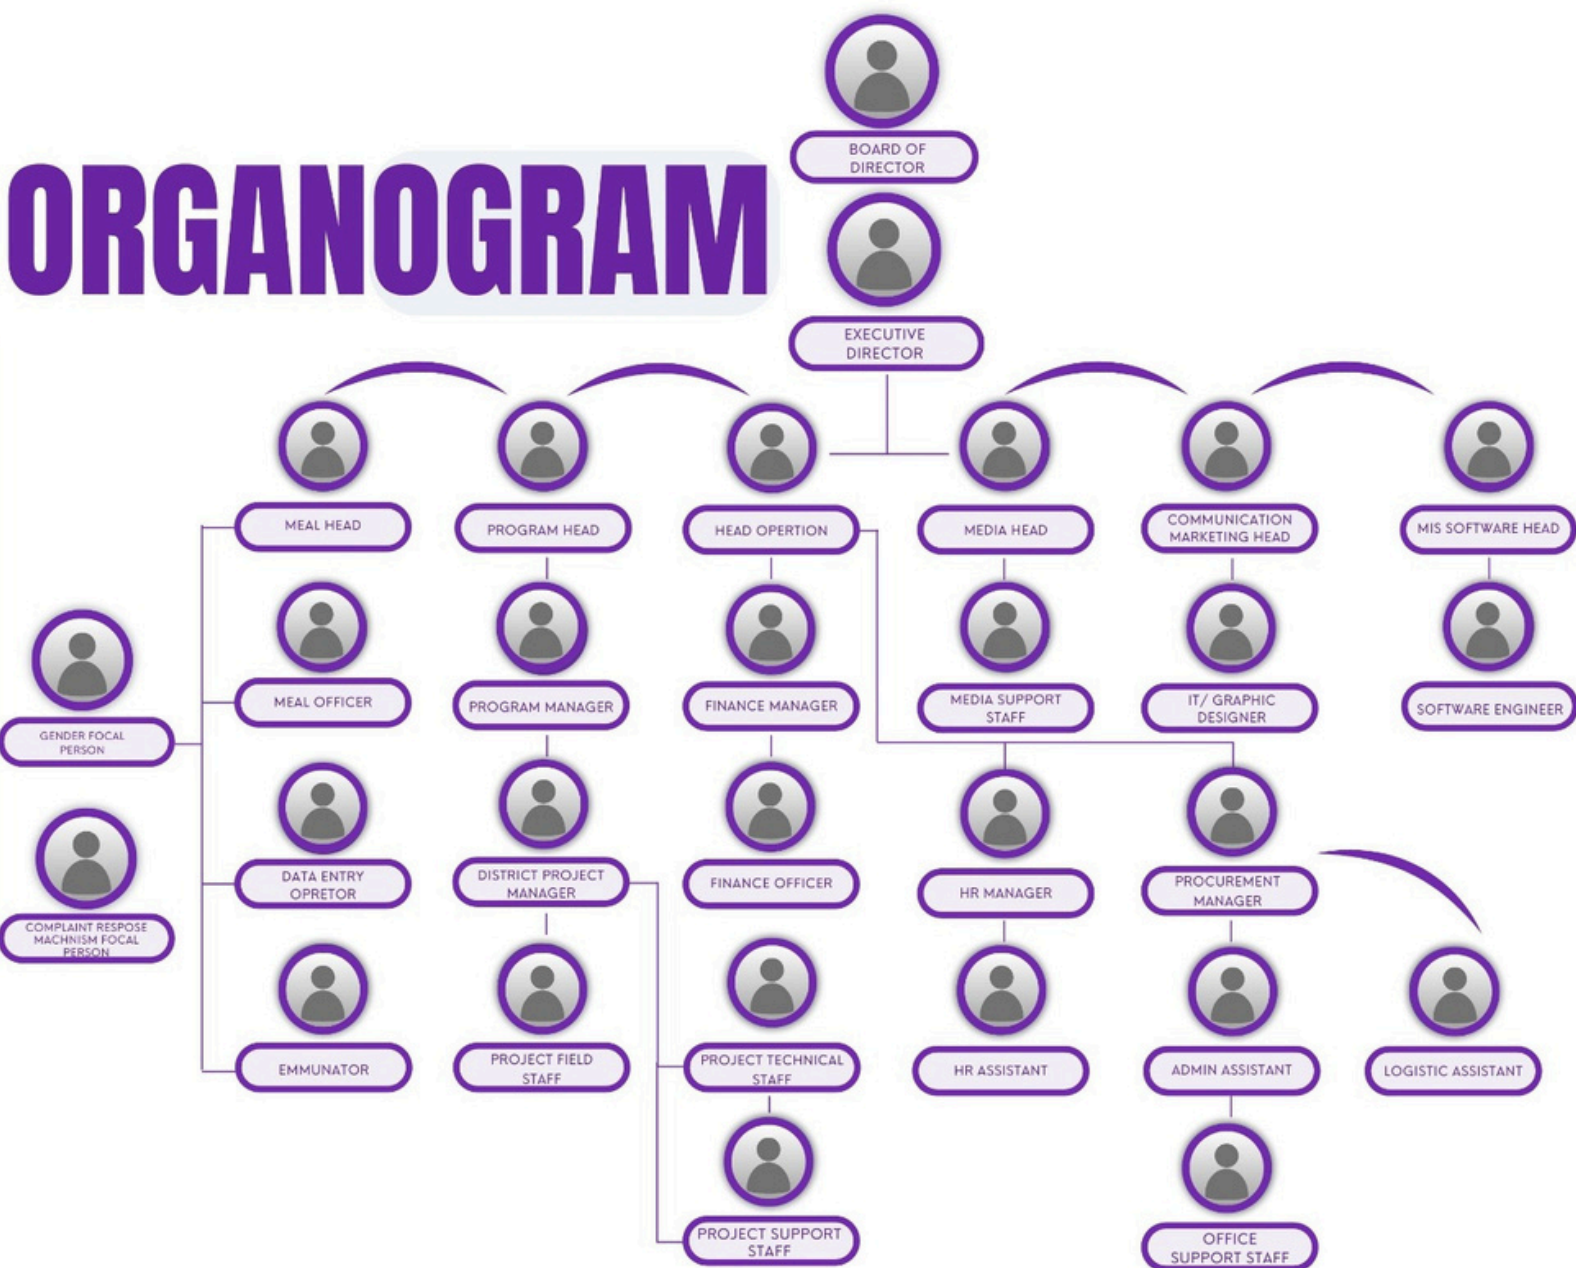 BOARD OF
DIRECTOR
ORGANOGRAM
EXECUTIVE
DIRECTOR
MEAL HEAD
PROGRAM HEAD
HEAD OPERTION
MEDIA HEAD
COMMUNICATION
MARKETING HEAD
MIS SOFTWARE HEAD
MEAL OFFICER
PROGRAM MANAGER
FINANCE MANAGER
MEDIA SUPPORT
STAFF
IT/ GRAPHIC
DESIGNER
SOFTWARE ENGINEER
GENDER FOCAL
PERSON
DATA ENTRY
OPRETOR
DISTRICT PROJECT
MANAGER
FINANCE OFFICER
HR MANAGER
PROCUREMENT
MANAGER
COMPLAINT RESPOSE
MACHNISM FOCAL
PERSON
EMMUNATOR
PROJECT FIELD
STAFF
PROJECT TECHNICAL
STAFF
HR ASSISTANT
ADMIN ASSISTANT
LOGISTIC ASSISTANT
PROJECT SUPPORT
STAFF
OFFICE
SUPPORT STAFF